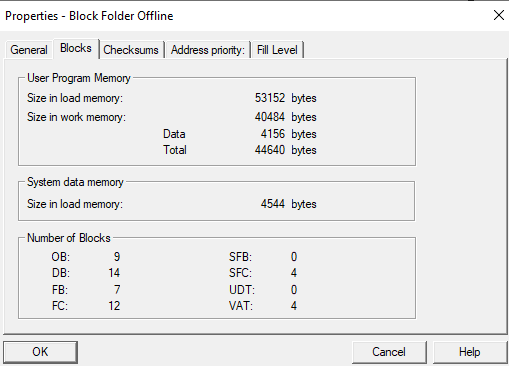 Properties - Block Folder Offline
General Blocks Checksums Address priority: Fill Level
User Program Memory
Size in load memory: 53152 bytes
Size in work memory: 40484 bytes
Data 4156 bytes
Total 44640 bytes
System data memory
Size in load memory: 4544 bytes
Number of Blocks
OB: 9 SFB: 0
DB: 14 SFC: 4
FB: 7 UDT: 0
FC: 12 VAT: 4
OK Cancel Help